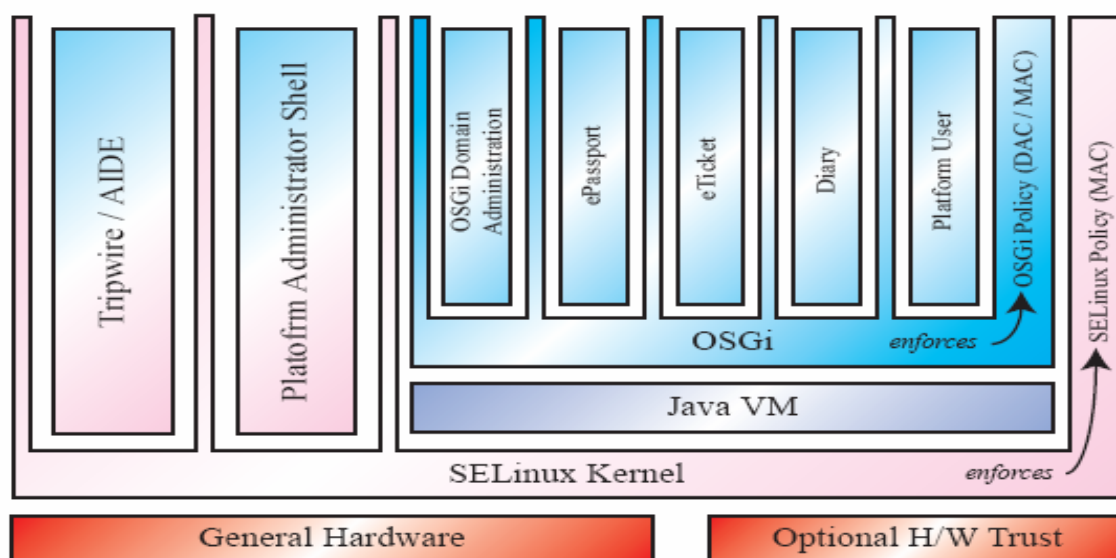 Tripwire / AIDE
Platofrm Administrator Shell
OSGi Domain
Administration
ePassport
eTicket
Diary
Platform User
OSGi Policy (DAC / MAC)
SELinux Policy (MAC)
enforces
OSGi
Java VM
enforces
SELinux Kernel
General Hardware
Optional H/W Trust